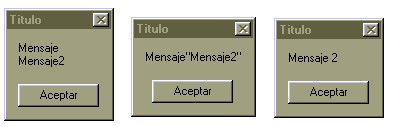 Titulo
Mensaje
Mensaje2
Aceptar
Titulo
Mensaje"Mensaje2"
Aceptar
Titulo
Mensaje 2
Aceptar